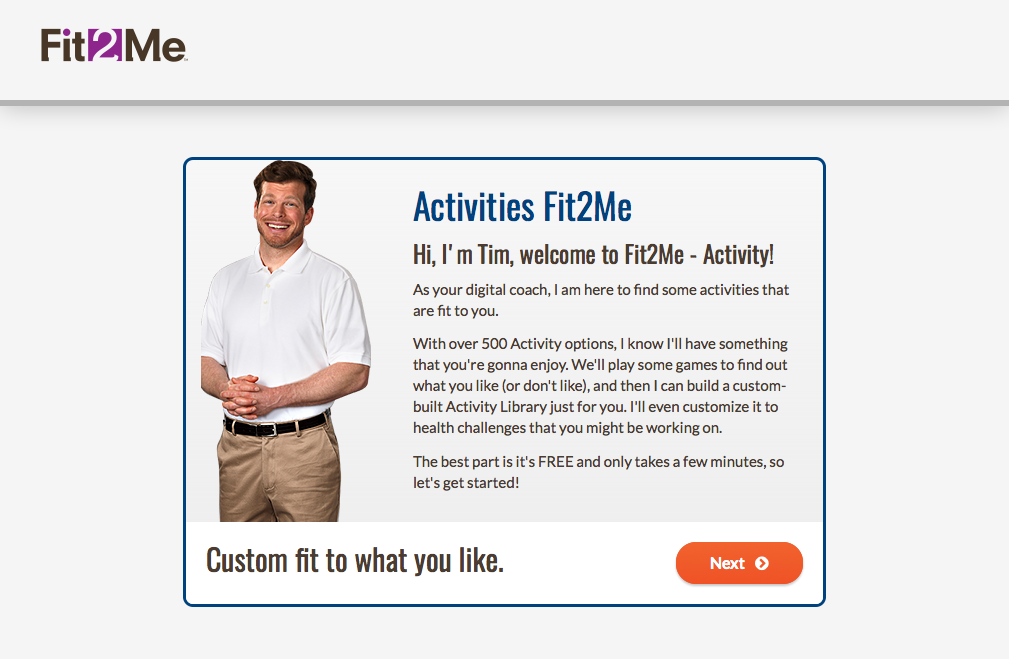 Fit2Me
Activities Fit2Me
Hi, I'm Tim, welcome to Fit2Me - Activity!
As your digital coach, I am here to find some activities that
are fit to you.
With over 500 Activity options, I know I'll have something
that you're gonna enjoy. We'll play some games to find out
what you like (or don't like), and then I can build a custom-
built Activity Library just for you. I'll even customize it to
health challenges that you might be working on.
The best part is it's FREE and only takes a few minutes, so
let's get started!
Custom fit to what you like.
Next